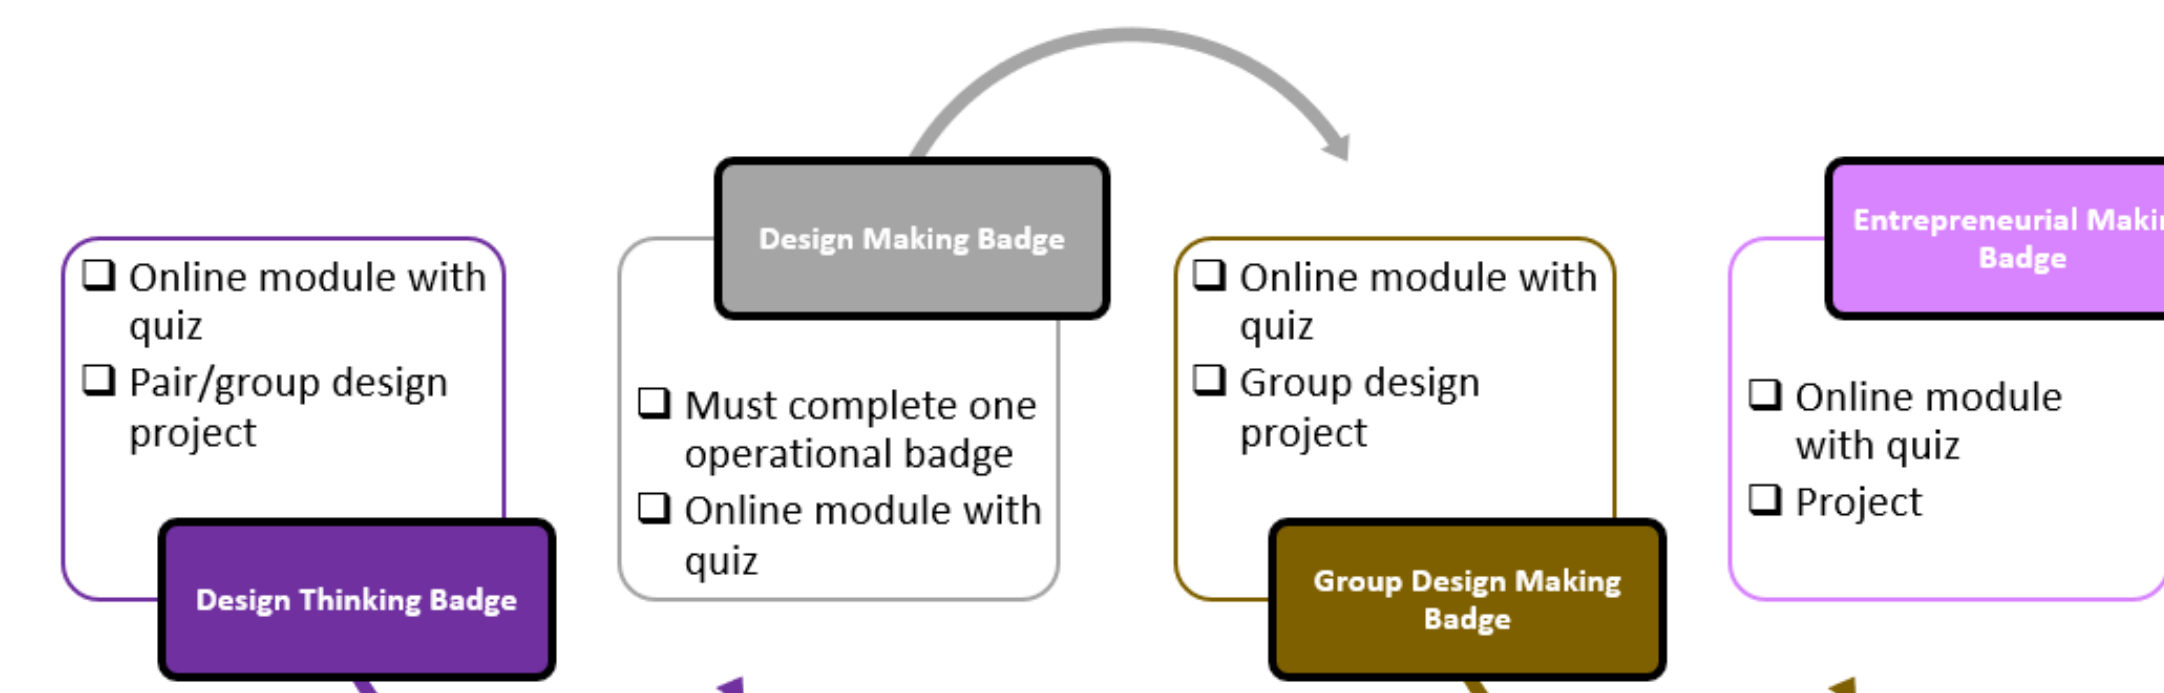 Online module with
quiz
Pair/group design
project
Design Thinking Badge
Design Making Badge
Must complete one
operational badge
Online module with
quiz
Online module with
quiz
Group design
project
Group Design Making
Badge
Entrepreneurial Makin
Badge
Online module
with quiz
Project